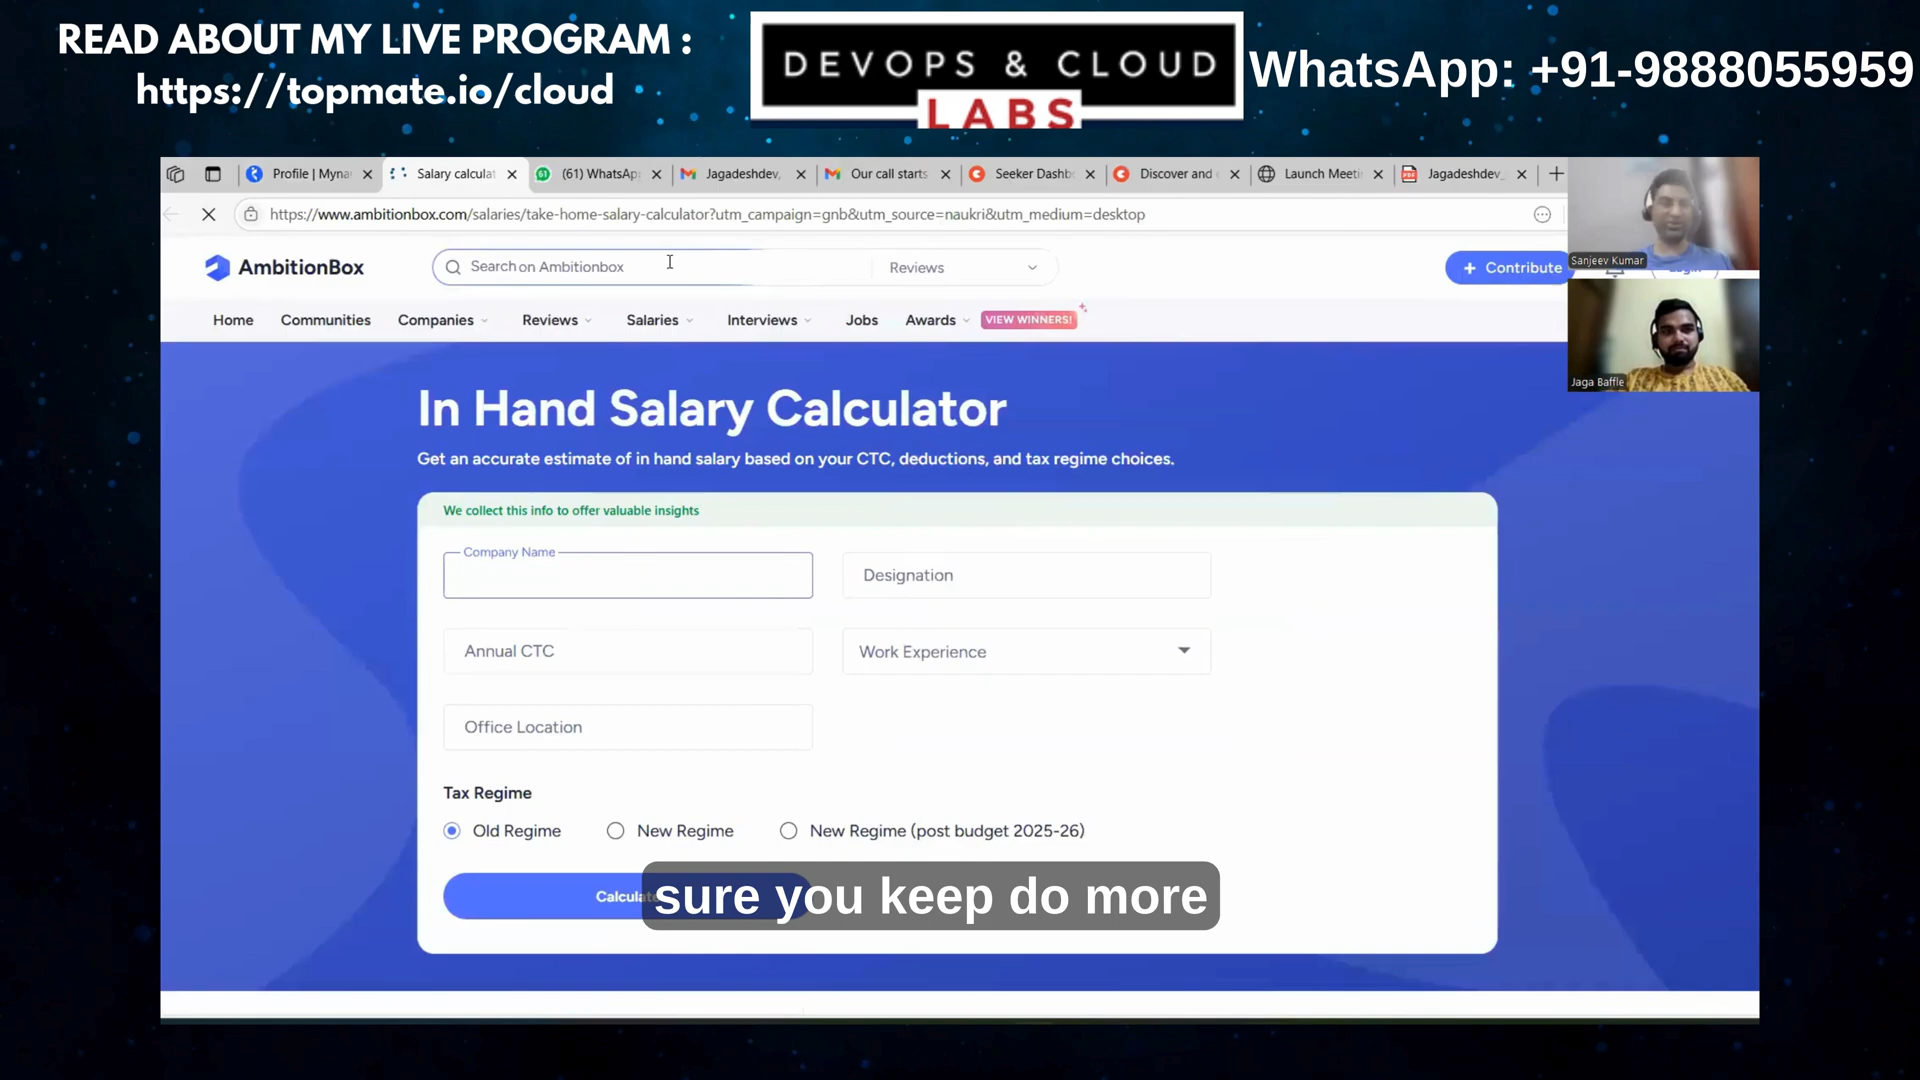 READ ABOUT MY LIVE PROGRAM :
https://topmate.io/cloud
DEVOPS & CLOUD
LABS
WhatsApp: +91-9888055959
Profile | Myna
Salary calculat
(61) WhatsAp
Jagadeshdev,
Our call starts
Seeker Dashb
Discover and
Launch Meeti
Jagadeshdev_
https://www.ambitionbox.com/salaries/take-home-salary-calculator?utm_campaign=gnb&utm_source=naukri&utm_medium=desktop
AmbitionBox
Search on Ambitionbox
Reviews
+ Contribute
Sanjeev Kumar
Home
Communities
Companies
Reviews
Salaries
Interviews
Jobs
Awards
VIEW WINNERS!
Jaga Baffle
In Hand Salary Calculator
Get an accurate estimate of in hand salary based on your CTC, deductions, and tax regime choices.
We collect this info to offer valuable insights
Company Name
Designation
Annual CTC
Work Experience
Office Location
Tax Regime
Old Regime
New Regime
New Regime (post budget 2025-26)
Calculat
sure you keep do more